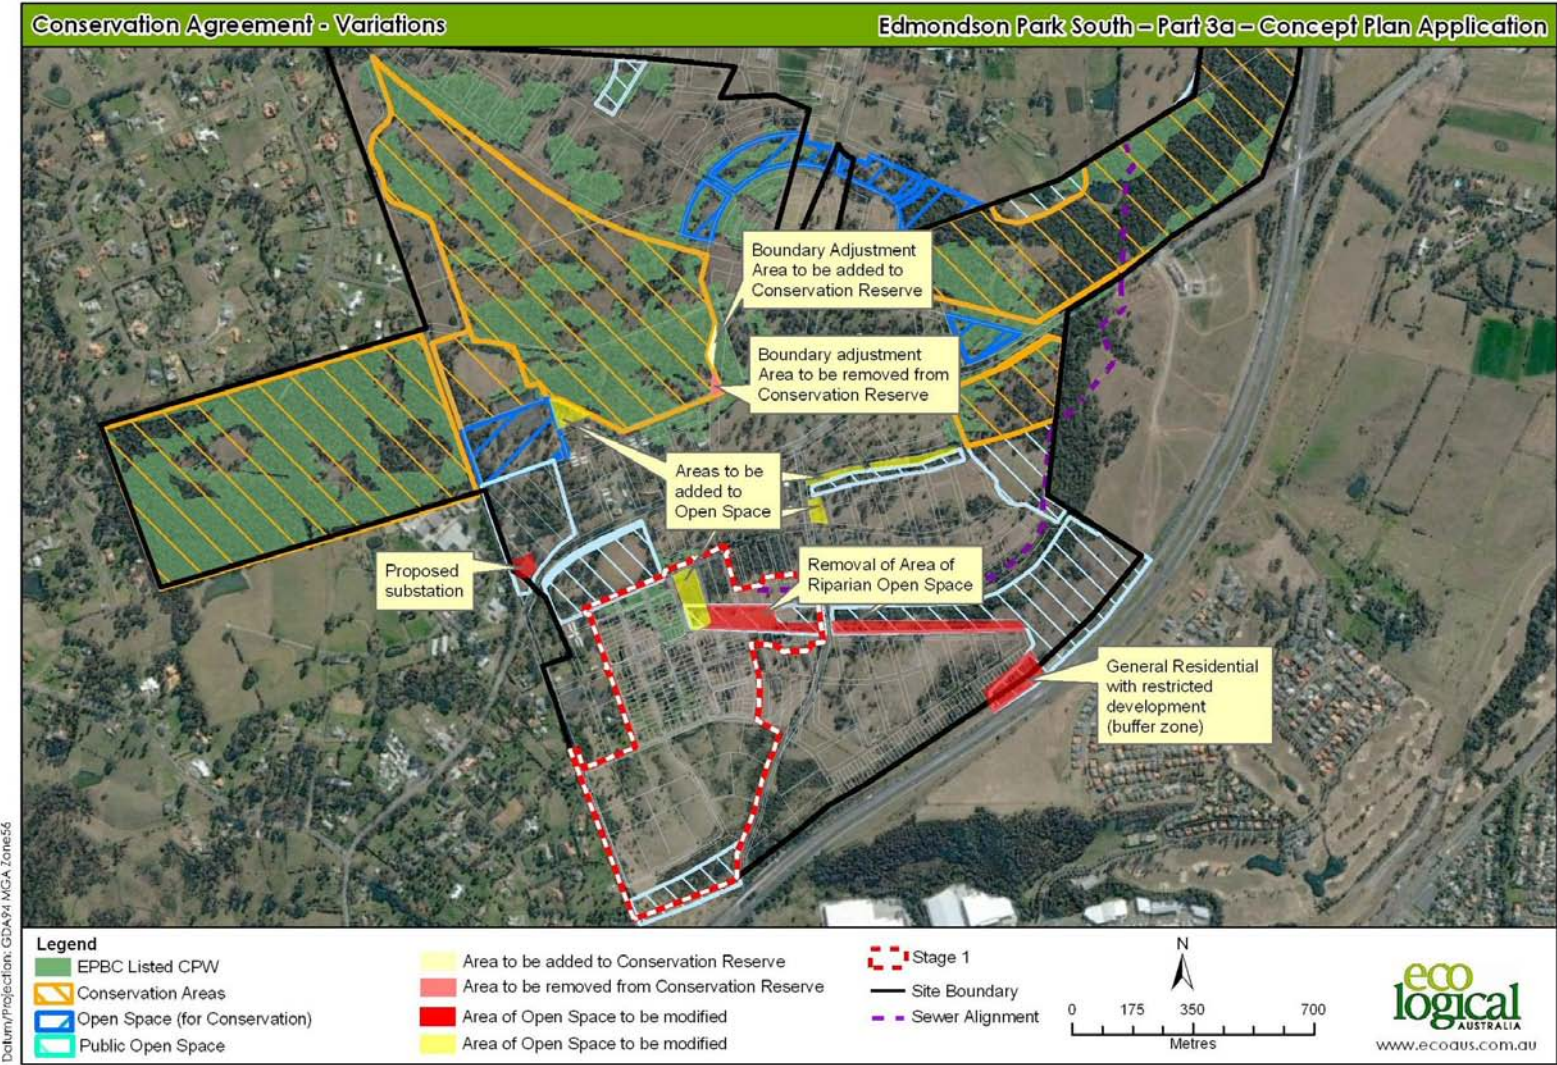 Conservation Agreement - Variations
Edmondson Park South – Part 3a – Concept Plan Application
Boundary Adjustment
Area to be added to
Conservation Reserve
Boundary adjustment
Area to be removed from
Conservation Reserve
Areas to be
added to
Open Space
Proposed
substation
Removal of Area of
Riparian Open Space
General Residential
with restricted
development
(buffer zone)
Datum/Projection: GDA94 MGA Zone56
Legend
EPBC Listed CPW
Conservation Areas
Open Space (for Conservation)
Public Open Space
Area to be added to Conservation Reserve
Area to be removed from Conservation Reserve
Area of Open Space to be modified
Area of Open Space to be modified
Stage 1
Site Boundary
Sewer Alignment
N
0 175 350 700
Metres
eco
logical
AUSTRALIA
www.ecoaus.com.au